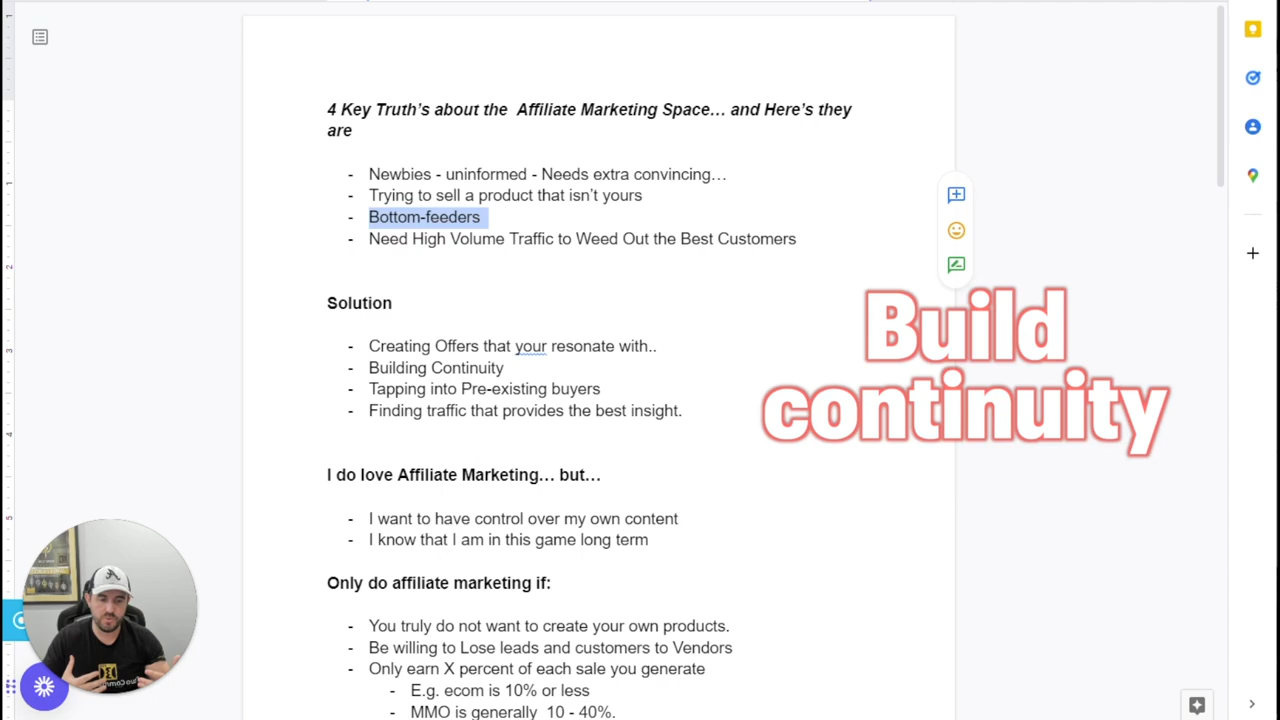 4 Key Truth's about the  Affiliate Marketing Space… and Here's they
are
- Newbies - uninformed - Needs extra convincing…
- Trying to sell a product that isn't yours
- Bottom-feeders
- Need High Volume Traffic to Weed Out the Best Customers
Solution
- Creating Offers that your resonate with..
- Building Continuity
- Tapping into Pre-existing buyers
- Finding traffic that provides the best insight.
Build
continuity
I do love Affiliate Marketing… but…
- I want to have control over my own content
- I know that I am in this game long term
Only do affiliate marketing if:
- You truly do not want to create your own products.
- Be willing to Lose leads and customers to Vendors
- Only earn X percent of each sale you generate
- E.g. ecom is 10% or less
- MMO is generally  10 - 40%.